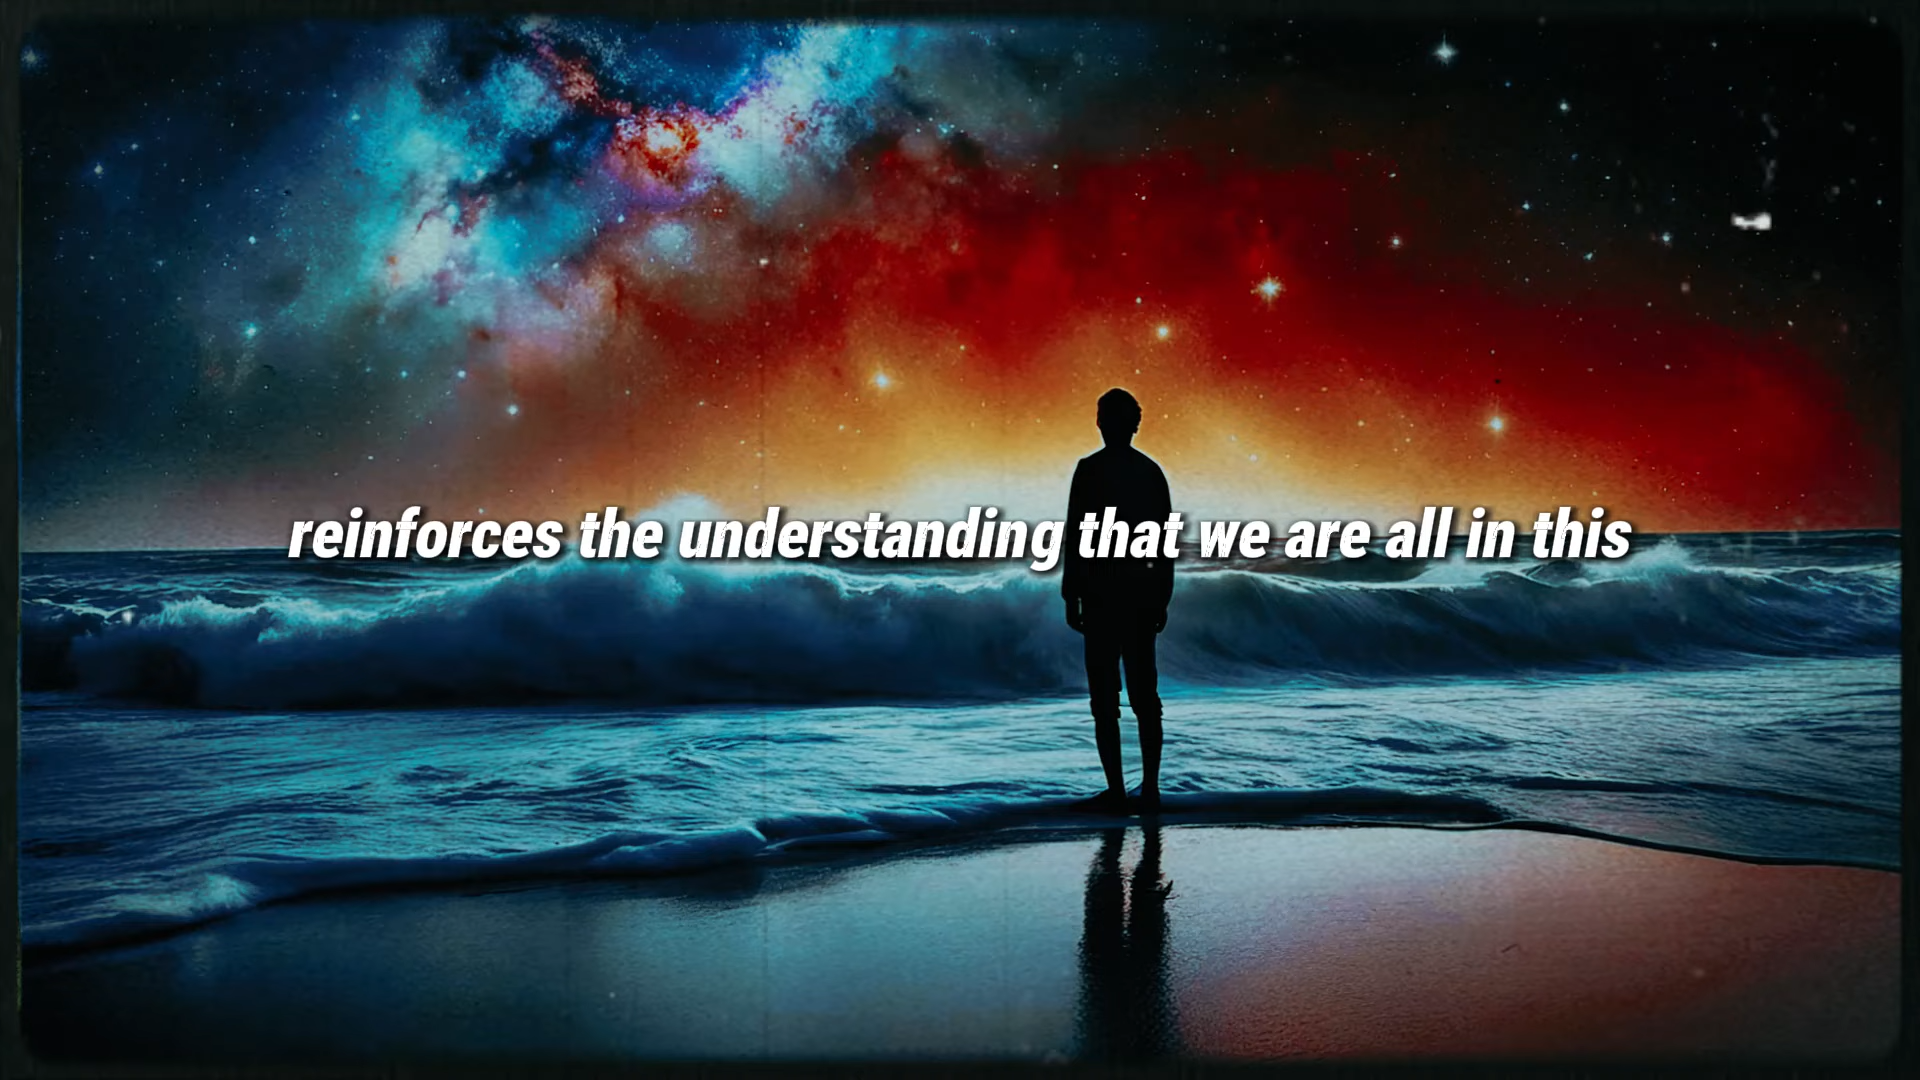 reinforces the understanding that we are all in this